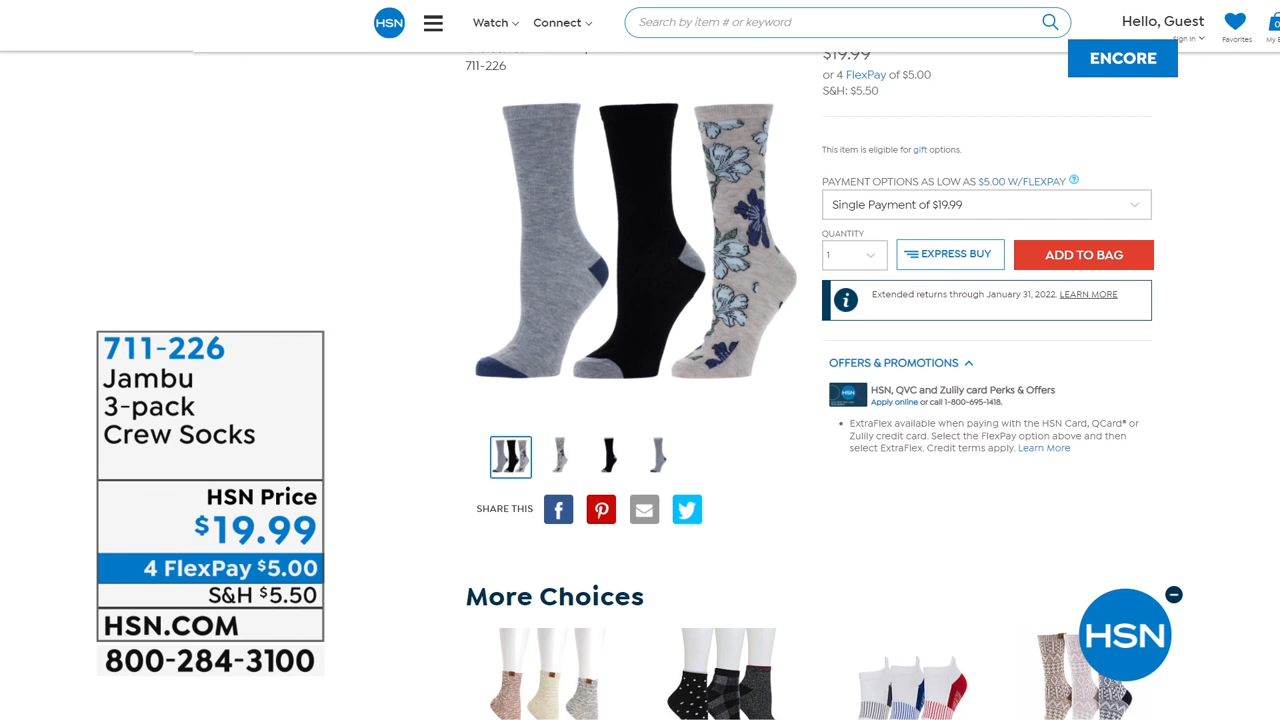 HSN
Watch
Connect
Search by item # or keyword
Hello, Guest
Sign In
Favorites
0
ENCORE
$19.99
711-226
or 4 FlexPay of $5.00
S&H: $5.50
This item is eligible for gift options.
PAYMENT OPTIONS AS LOW AS $5.00 W/FLEXPAY ?
Single Payment of $19.99
QUANTITY
1
EXPRESS BUY
ADD TO BAG
i
Extended returns through January 31, 2022. LEARN MORE
OFFERS & PROMOTIONS
HSN
HSN, QVC and Zulily card Perks & Offers
Apply online or call 1-800-695-1418.
• ExtraFlex available when paying with the HSN Card, QCard® or
Zulily credit card. Select the FlexPay option above and then
select ExtraFlex. Credit terms apply. Learn More
SHARE THIS
More Choices
711-226
Jambu
3-pack
Crew Socks
HSN Price
$19.99
4 FlexPay $5.00
S&H $5.50
HSN.COM
800-284-3100
HSN